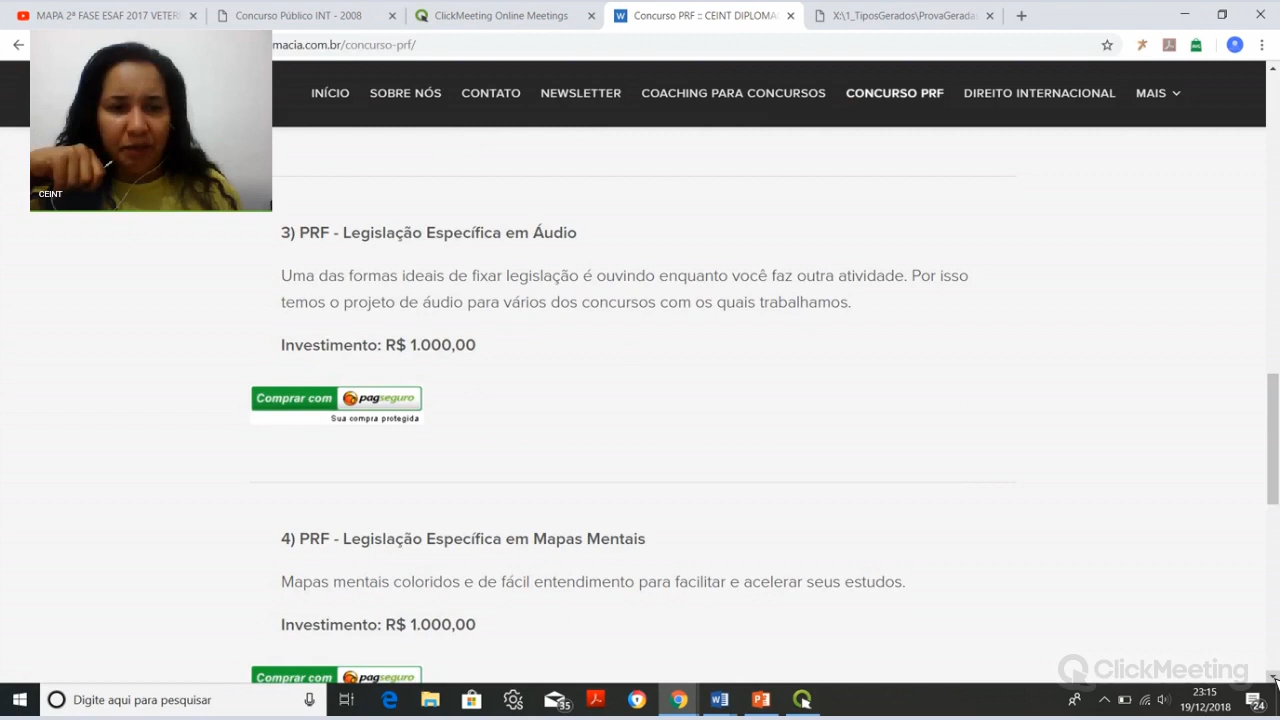 MAPA 2ª FASE ESAF 2017 VETERI
Concurso Público INT - 2008
ClickMeeting Online Meetings
Concurso PRF :: CEINT DIPLOMA
X:\1_TiposGerados\ProvaGerada
macia.com.br/concurso-prf/
INÍCIO
SOBRE NÓS
CONTATO
NEWSLETTER
COACHING PARA CONCURSOS
CONCURSO PRF
DIREITO INTERNACIONAL
MAIS
CEINT
3) PRF - Legislação Específica em Áudio
Uma das formas ideais de fixar legislação é ouvindo enquanto você faz outra atividade. Por isso
temos o projeto de áudio para vários dos concursos com os quais trabalhamos.
Investimento: R$ 1.000,00
Comprar com pagseguro
Sua compra protegida
4) PRF - Legislação Específica em Mapas Mentais
Mapas mentais coloridos e de fácil entendimento para facilitar e acelerar seus estudos.
Investimento: R$ 1.000,00
Comprar com pagseguro
ClickMeeting
Digite aqui para pesquisar
35
23:15
19/12/2018
24